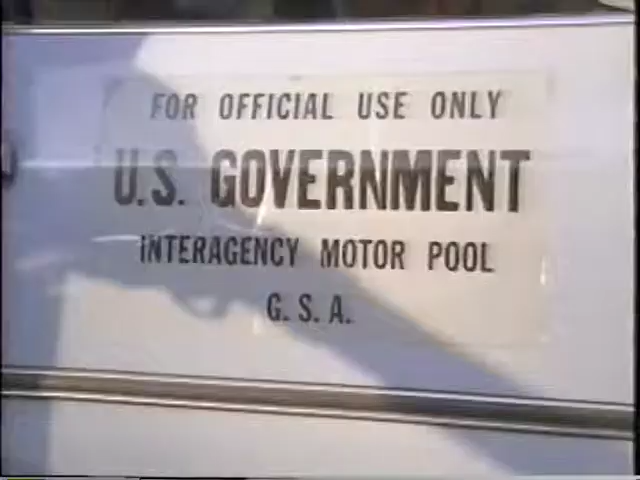 FOR OFFICIAL USE ONLY
U.S. GOVERNMENT
INTERAGENCY MOTOR POOL
G. S. A.